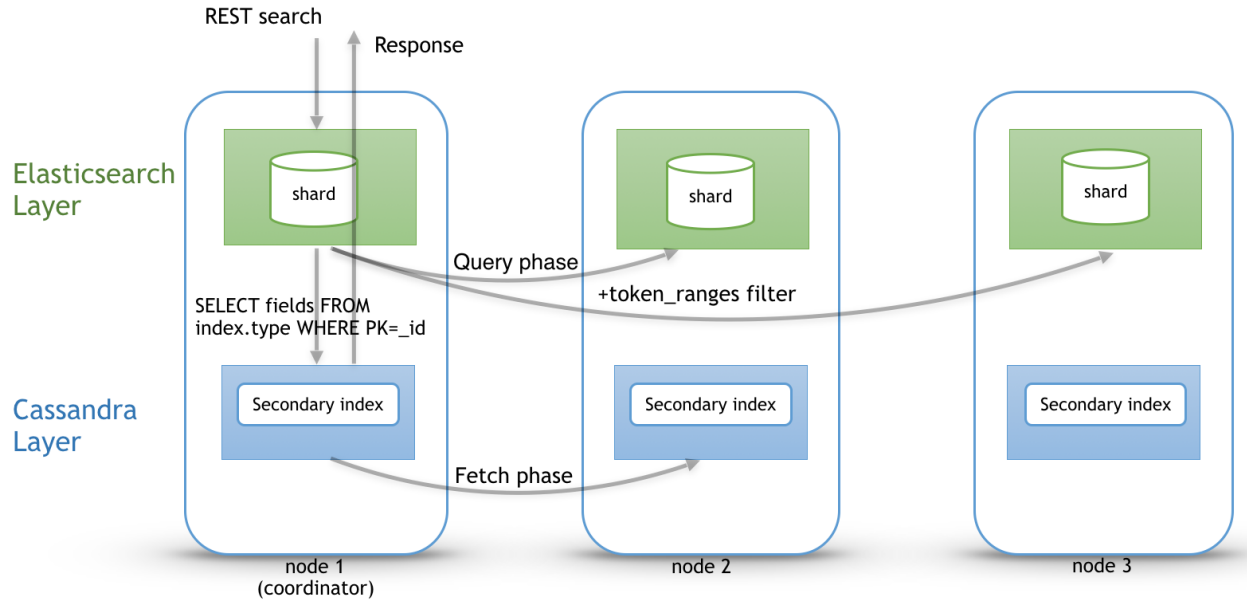 REST search
Response
Elasticsearch
Layer
shard
shard
shard
Query phase
+token_ranges filter
SELECT fields FROM
index.type WHERE PK=_id
Cassandra
Layer
Secondary index
Secondary index
Secondary index
Fetch phase
node 1
(coordinator)
node 2
node 3